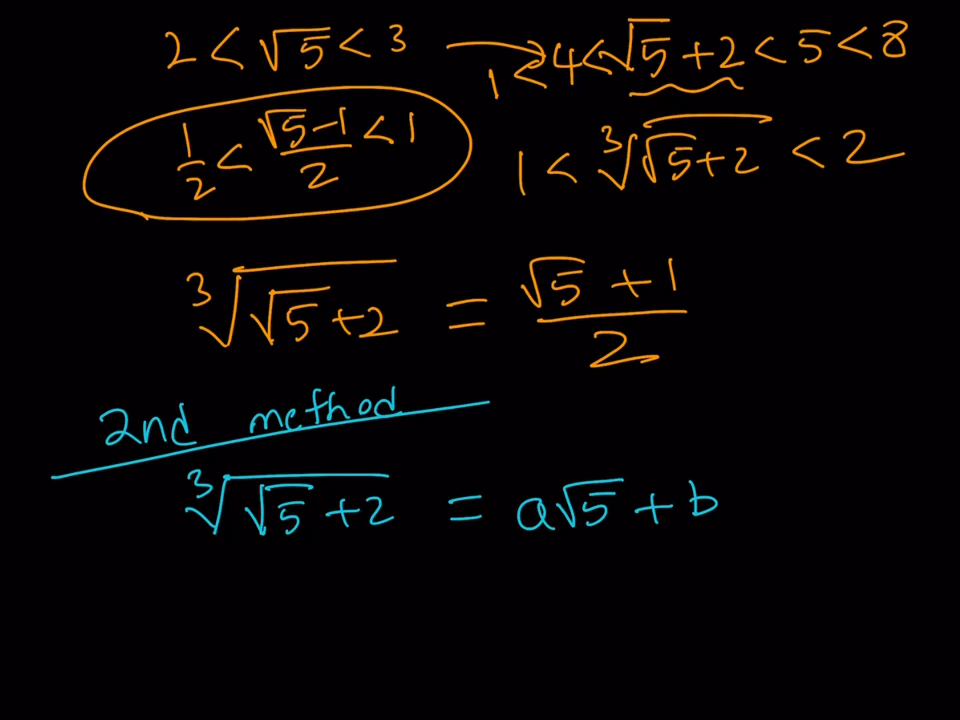 2 < √5 < 3 → 1 < 4 < √5 + 2 < 5 < 8
1/2 < (√5 - 1)/2 < 1
1 < ∛(√5 + 2) < 2
∛(√5 + 2) = (√5 + 1)/2
2nd method
∛(√5 + 2) = a√5 + b